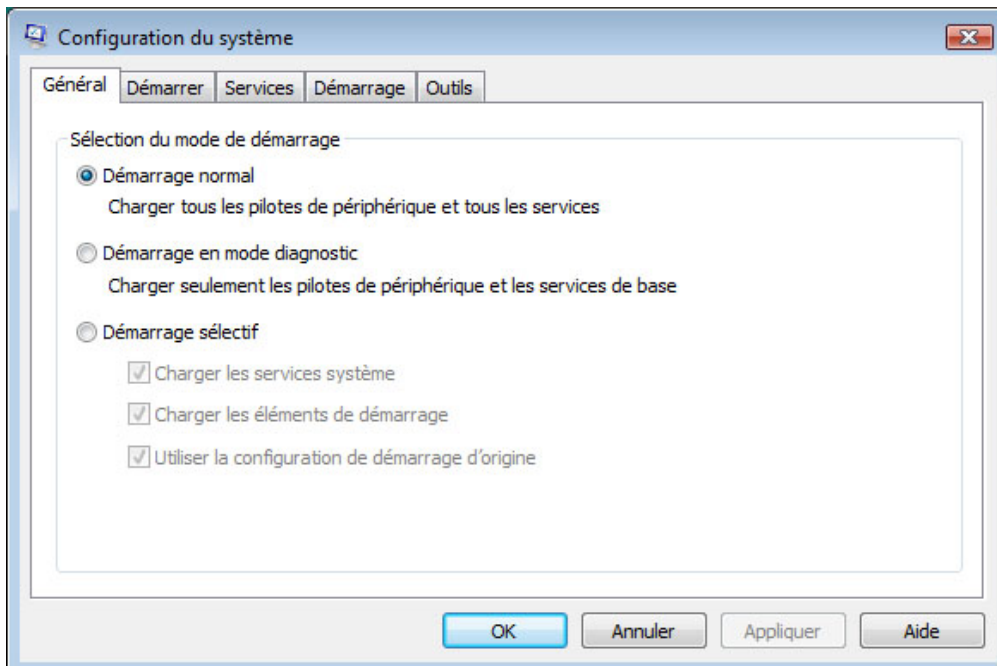 Configuration du système
Général Démarrer Services Démarrage Outils
Sélection du mode de démarrage
Démarrage normal
Charger tous les pilotes de périphérique et tous les services
Démarrage en mode diagnostic
Charger seulement les pilotes de périphérique et les services de base
Démarrage sélectif
Charger les services système
Charger les éléments de démarrage
Utiliser la configuration de démarrage d’origine
OK Annuler Appliquer Aide